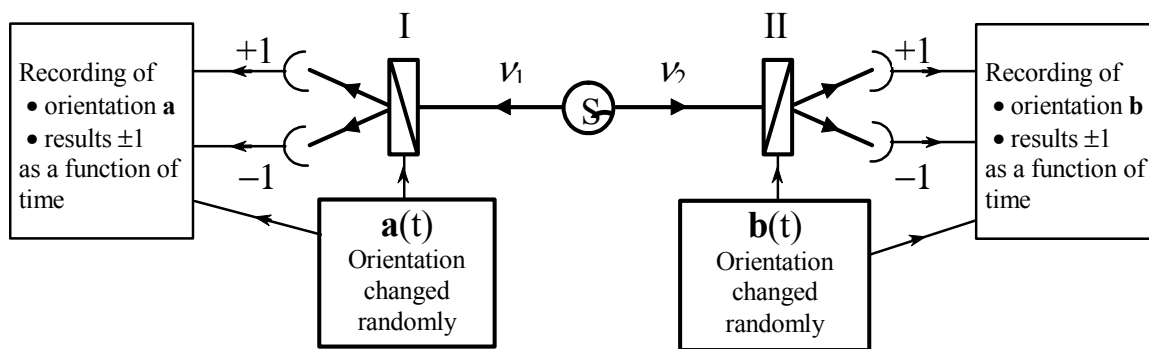 I
II
+1
−1
Recording of
• orientation a
• results ±1
as a function of
time
ν₁
S
ν₂
+1
−1
Recording of
• orientation b
• results ±1
as a function of
time
a(t)
Orientation
changed
randomly
b(t)
Orientation
changed
randomly